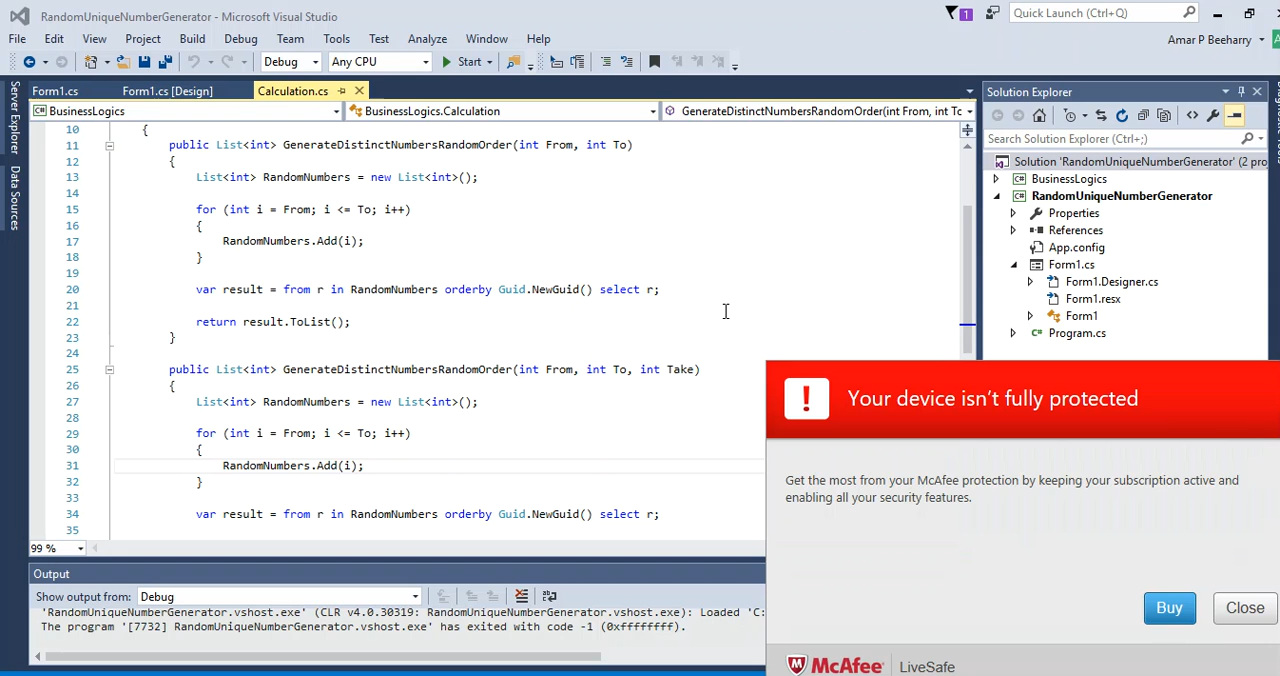 RandomUniqueNumberGenerator - Microsoft Visual Studio
1
Quick Launch (Ctrl+Q)
File Edit View Project Build Debug Team Tools Test Analyze Window Help
Amar P Beeharry
Debug Any CPU Start
Server Explorer
Data Sources
Form1.cs Form1.cs [Design] Calculation.cs
BusinessLogics BusinessLogics.Calculation GenerateDistinctNumbersRandomOrder(int From, int To
10 {
11 public List<int> GenerateDistinctNumbersRandomOrder(int From, int To)
12 {
13 List<int> RandomNumbers = new List<int>();
14
15 for (int i = From; i <= To; i++)
16 {
17 RandomNumbers.Add(i);
18 }
19
20 var result = from r in RandomNumbers orderby Guid.NewGuid() select r;
21
22 return result.ToList();
23 }
24
25 public List<int> GenerateDistinctNumbersRandomOrder(int From, int To, int Take)
26 {
27 List<int> RandomNumbers = new List<int>();
28
29 for (int i = From; i <= To; i++)
30 {
31 RandomNumbers.Add(i);
32 }
33
34 var result = from r in RandomNumbers orderby Guid.NewGuid() select r;
35
99 %
Solution Explorer
Search Solution Explorer (Ctrl+;)
Solution 'RandomUniqueNumberGenerator' (2 pro
C# BusinessLogics
C# RandomUniqueNumberGenerator
Properties
References
App.config
Form1.cs
Form1.Designer.cs
Form1.resx
Form1
C# Program.cs
Output
Show output from: Debug
'RandomUniqueNumberGenerator.vshost.exe' (CLR v4.0.30319: RandomUniqueNumberGenerator.vshost.exe): Loaded 'C:
The program '[7732] RandomUniqueNumberGenerator.vshost.exe' has exited with code -1 (0xffffffff).
! Your device isn't fully protected
Get the most from your McAfee protection by keeping your subscription active and
enabling all your security features.
Buy Close
McAfee LiveSafe